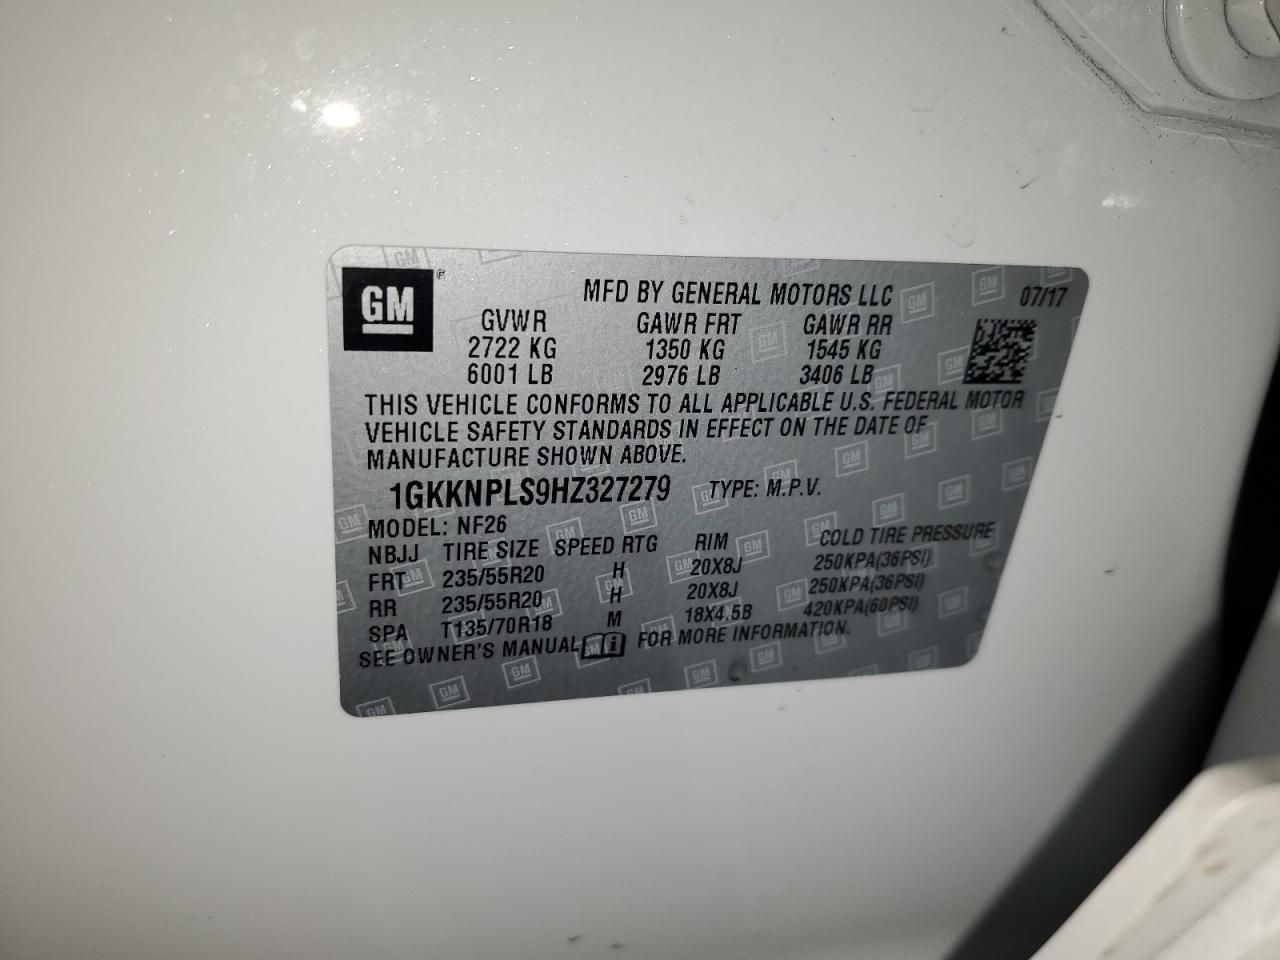 GM
MFD BY GENERAL MOTORS LLC 07/17
GVWR GAWR FRT GAWR RR
2722 KG 1350 KG 1545 KG
6001 LB 2976 LB 3406 LB
THIS VEHICLE CONFORMS TO ALL APPLICABLE U.S. FEDERAL MOTOR
VEHICLE SAFETY STANDARDS IN EFFECT ON THE DATE OF
MANUFACTURE SHOWN ABOVE.
1GKKNPLS9HZ327279 TYPE: M.P.V.
MODEL: NF26
NBJJ TIRE SIZE SPEED RTG RIM COLD TIRE PRESSURE
FRT 235/55R20 H 20X8J 250KPA(36PSI)
RR 235/55R20 H 20X8J 250KPA(36PSI)
SPA T135/70R18 M 18X4.5B 420KPA(60PSI)
SEE OWNER'S MANUAL FOR MORE INFORMATION.